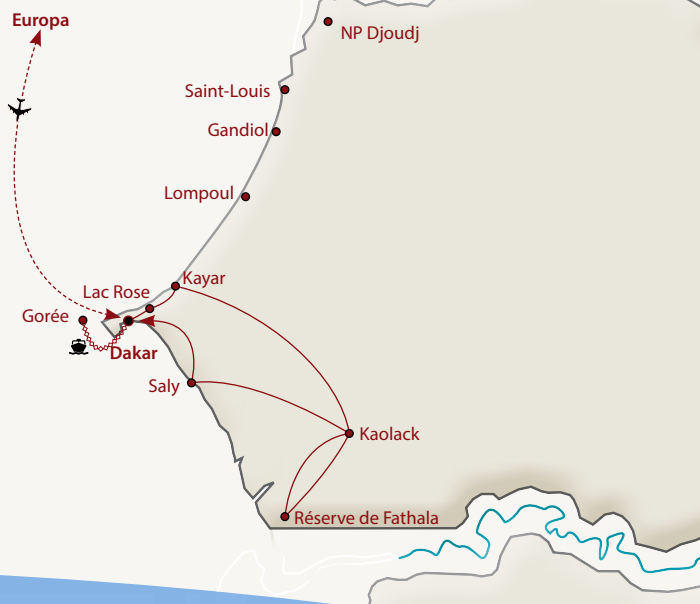 Europa
NP Djoudj
Saint-Louis
Gandiol
Lompoul
Kayar
Lac Rose
Gorée
Dakar
Saly
Kaolack
Réserve de Fathala